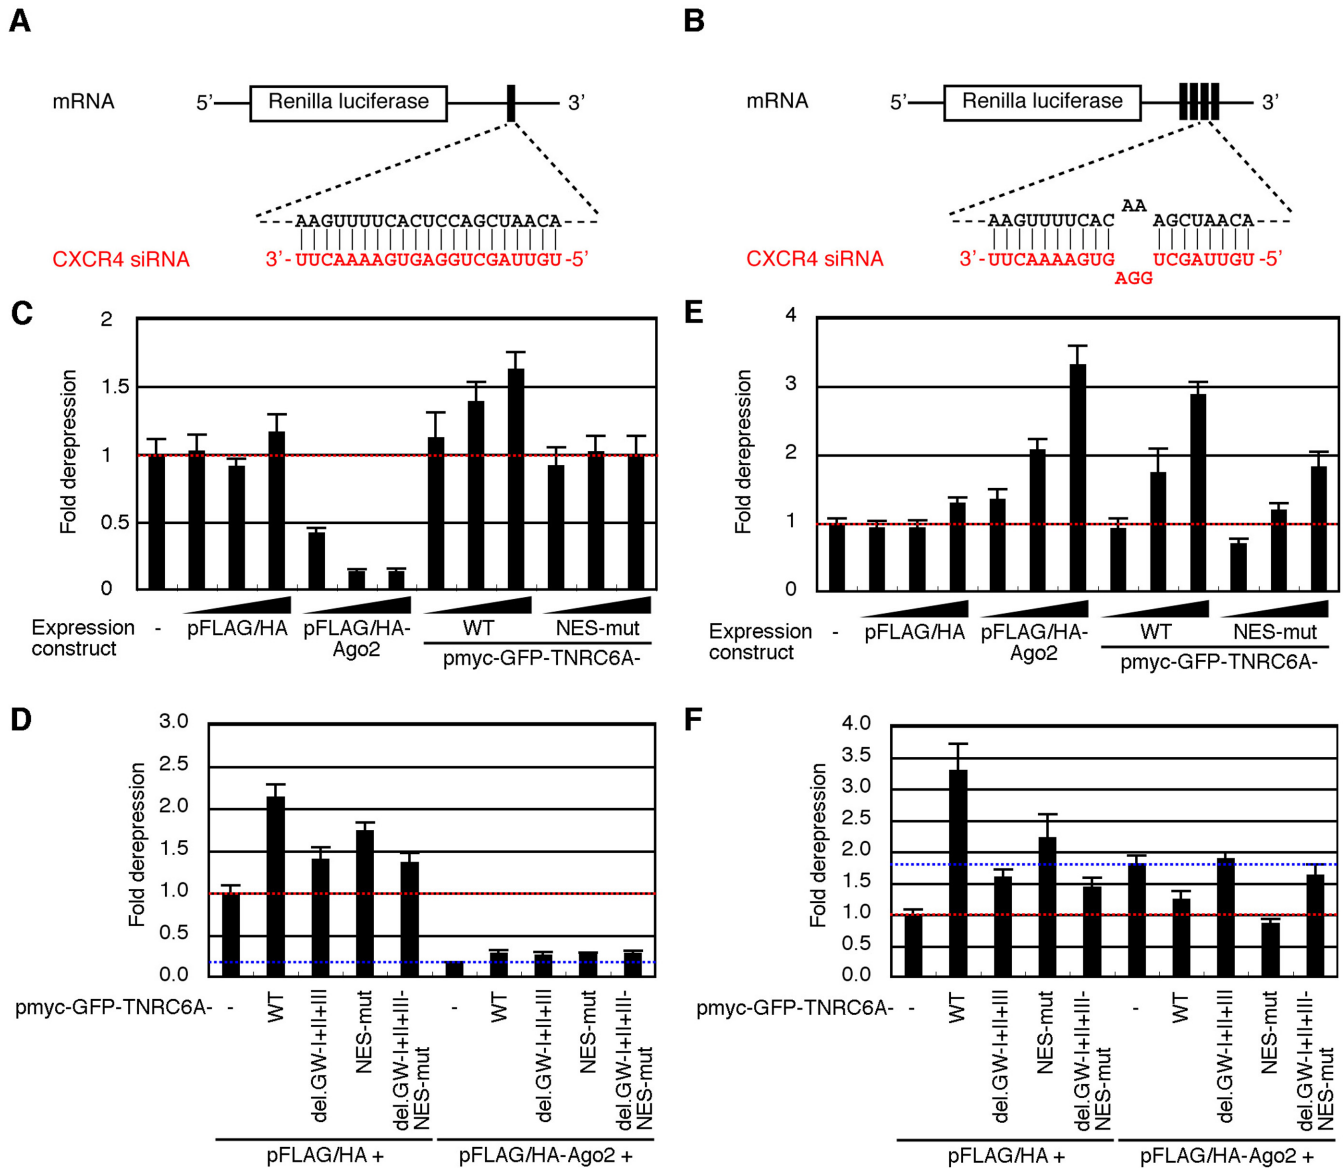 A
mRNA
5’
Renilla luciferase
3’
AAGUUUUCACUCCAGCUAACA
CXCR4 siRNA
3’-UUCAAAAGUGAGGUCGAUUGU-5’
B
mRNA
5’
Renilla luciferase
3’
AA
AAGUUUUCAC AGCUAACA
CXCR4 siRNA
3’-UUCAAAAGUG UCGAUUGU-5’
AGG
C
Fold derepression
2
1.5
1
0.5
0
Expression construct
-
pFLAG/HA
pFLAG/HA-
Ago2
WT
NES-mut
pmyc-GFP-TNRC6A-
E
Fold derepression
4
3
2
1
0
Expression construct
-
pFLAG/HA
pFLAG/HA-
Ago2
WT
NES-mut
pmyc-GFP-TNRC6A-
D
Fold derepression
3.0
2.5
2.0
1.5
1.0
0.5
0.0
pmyc-GFP-TNRC6A-
-
WT
del.GW-I+II+III
NES-mut
del.GW-I+II+III-
NES-mut
-
WT
del.GW-I+II+III
NES-mut
del.GW-I+II+III-
NES-mut
pFLAG/HA +
pFLAG/HA-Ago2 +
F
Fold derepression
4.0
3.5
3.0
2.5
2.0
1.5
1.0
0.5
0.0
pmyc-GFP-TNRC6A-
-
WT
del.GW-I+II+III
NES-mut
del.GW-I+II+III-
NES-mut
-
WT
del.GW-I+II+III
NES-mut
del.GW-I+II+III-
NES-mut
pFLAG/HA +
pFLAG/HA-Ago2 +